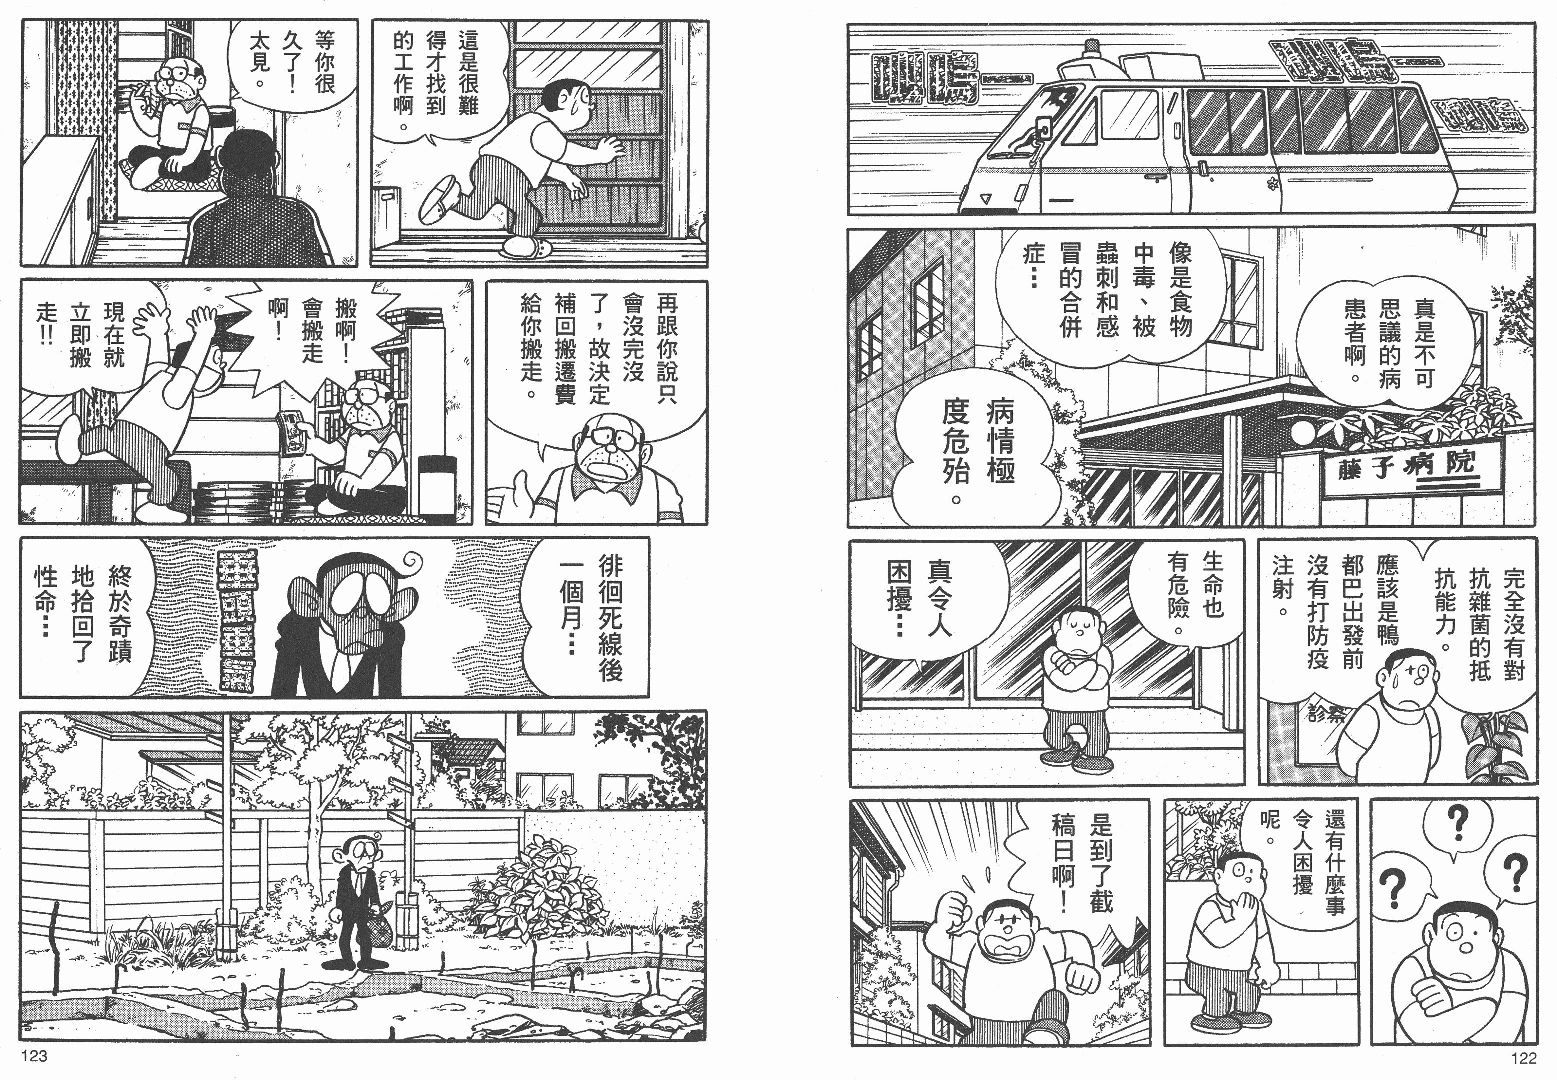 真是不可
思議的病
患者啊。
像是食物
中毒、被
蟲刺和感
冒的合併
症…
病情極
度危殆。
藤子病院
完全沒有對
抗雜菌的抵
抗能力。
應該是鴨
都巴出發前
沒有打防疫
注射。
診察
生命也
有危險。
真令人
困擾…
?
?
?
還有什麼事
令人困擾
呢。
是到了截
稿日啊!
122
這是很難
得才找到
的工作啊。
等你很
久了!
太見。
再跟你說只
會沒完沒
了,故決定
補回搬遷費
給你搬走。
搬啊!
會搬走
啊!
現在就
立即搬
走!!
徘徊死線後
一個月…
終於奇蹟
地拾回了
性命…
123